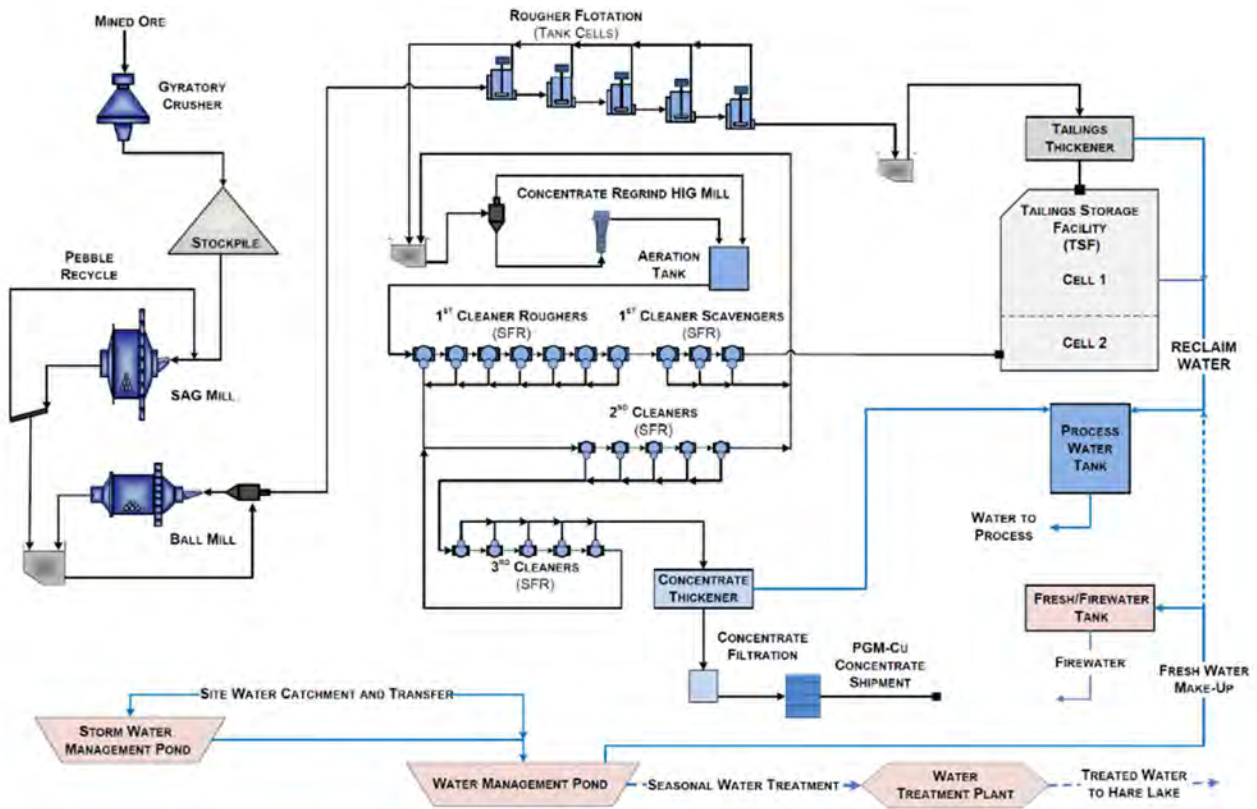 MINED ORE
GYRATORY
CRUSHER
STOCKPILE
PEBBLE
RECYCLE
SAG MILL
BALL MILL
ROUGHER FLOTATION
(TANK CELLS)
CONCENTRATE REGRIND HIG MILL
AERATION
TANK
1ST CLEANER ROUGHERS
(SFR)
1ST CLEANER SCAVENGERS
(SFR)
2ND CLEANERS
(SFR)
3RD CLEANERS
(SFR)
TAILINGS
THICKENER
TAILINGS STORAGE
FACILITY
(TSF)
CELL 1
CELL 2
RECLAIM
WATER
PROCESS
WATER
TANK
WATER TO
PROCESS
CONCENTRATE
THICKENER
FRESH/FIREWATER
TANK
FIREWATER
FRESH WATER
MAKE-UP
CONCENTRATE
FILTRATION
PGM-CU
CONCENTRATE
SHIPMENT
SITE WATER CATCHMENT AND TRANSFER
STORM WATER
MANAGEMENT POND
WATER MANAGEMENT POND
SEASONAL WATER TREATMENT
WATER
TREATMENT PLANT
TREATED WATER
TO HARE LAKE